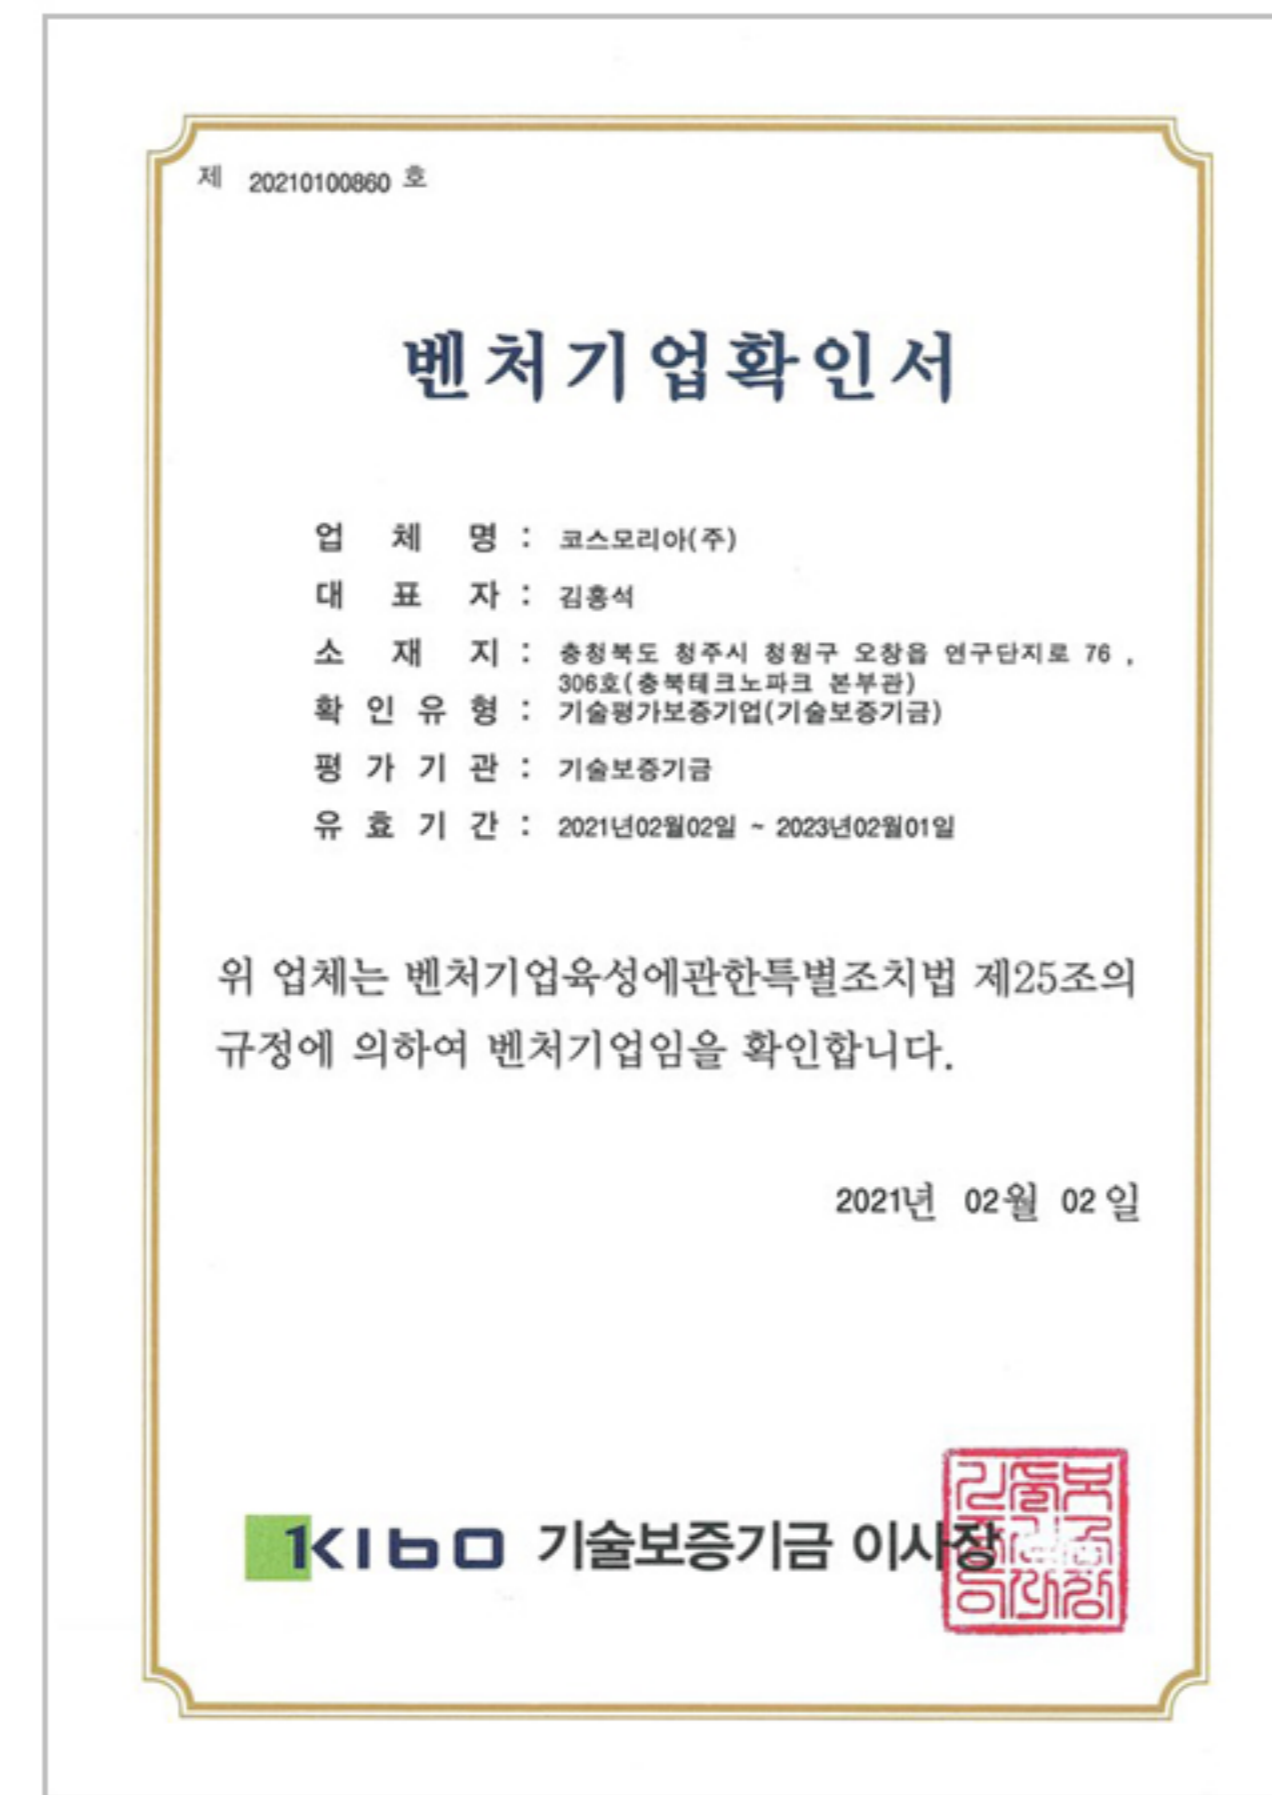 제 20210100860 호
벤처기업확인서
업 체 명 : 코스모리아(주)
대 표 자 : 김홍석
소 재 지 : 충청북도 청주시 청원구 오창읍 연구단지로 76 ,
306호(충북테크노파크 본부관)
확 인 유 형 : 기술평가보증기업(기술보증기금)
평 가 기 관 : 기술보증기금
유 효 기 간 : 2021년02월02일 ~ 2023년02월01일
위 업체는 벤처기업육성에관한특별조치법 제25조의
규정에 의하여 벤처기업임을 확인합니다.
2021년 02월 02일
KIBO 기술보증기금 이사장